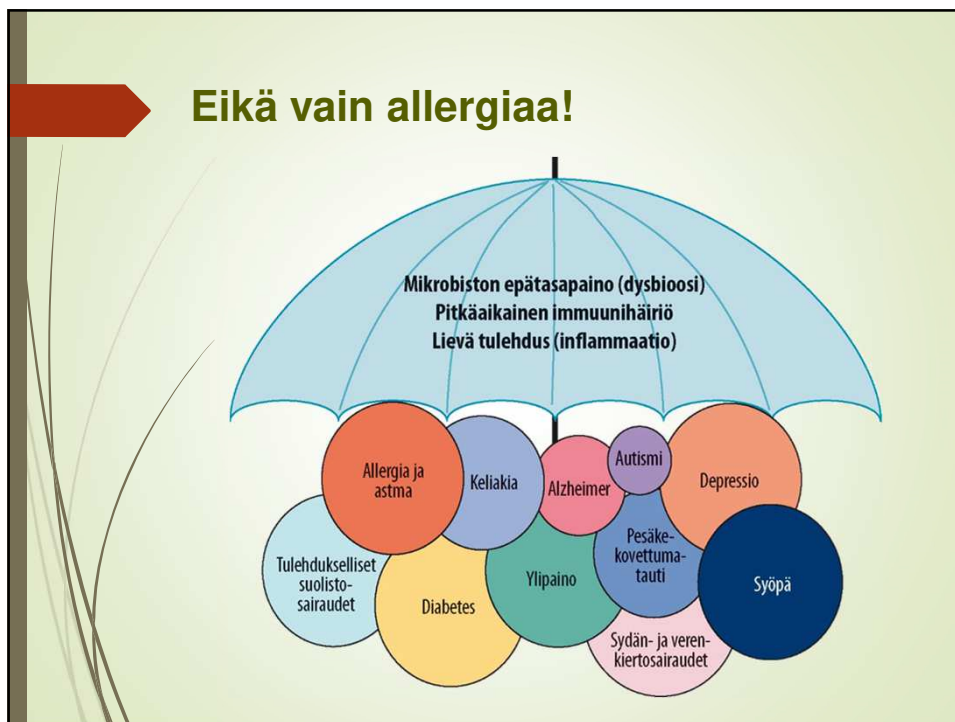 Eikä vain allergiaa!
Mikrobiston epätasapaino (dysbioosi)
Pitkäaikainen immuunihäiriö
Lievä tulehdus (inflammaatio)
Allergia ja
astma
Keliakia
Alzheimer
Autismi
Depressio
Tulehdukselliset
suolisto-
sairaudet
Diabetes
Ylipaino
Pesäke-
kovettuma-
tauti
Sydän- ja veren-
kiertosairaudet
Syöpä